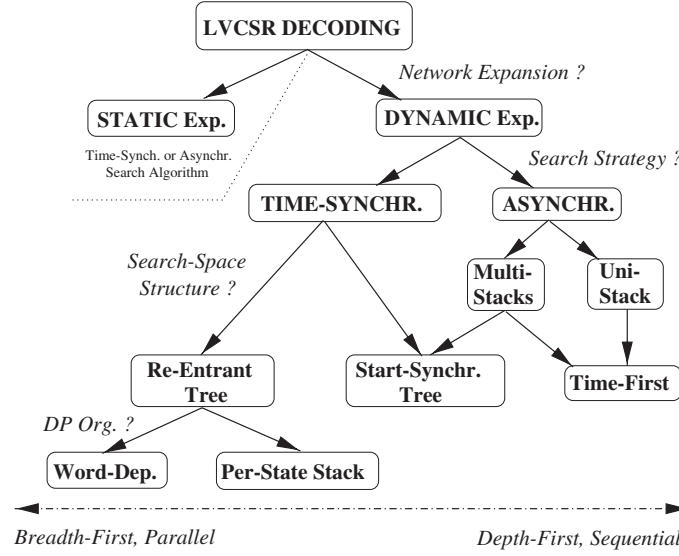 LVCSR DECODING
Network Expansion ?
STATIC Exp.
DYNAMIC Exp.
Time-Synch. or Asynchr.
Search Algorithm
Search Strategy ?
TIME-SYNCHR.
ASYNCHR.
Search-Space
Structure ?
Multi-
Stacks
Uni-
Stack
Re-Entrant
Tree
Start-Synchr.
Tree
Time-First
DP Org. ?
Word-Dep.
Per-State Stack
Breadth-First, Parallel
Depth-First, Sequential